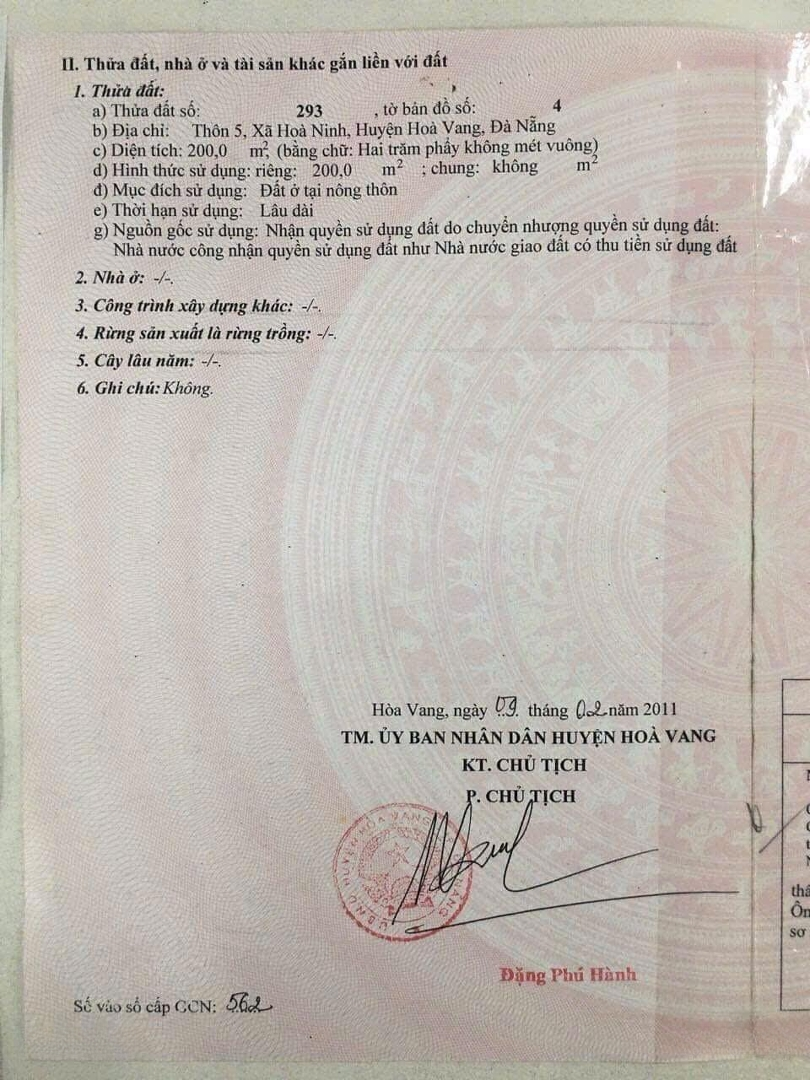 II. Thửa đất, nhà ở và tài sản khác gắn liền với đất
1. Thửa đất:
a) Thửa đất số: 293 , tờ bản đồ số: 4
b) Địa chỉ: Thôn 5, Xã Hoà Ninh, Huyện Hoà Vang, Đà Nẵng
c) Diện tích: 200,0 m², (bằng chữ: Hai trăm phẩy không mét vuông)
d) Hình thức sử dụng: riêng: 200,0 m² ; chung: không m²
đ) Mục đích sử dụng: Đất ở tại nông thôn
e) Thời hạn sử dụng: Lâu dài
g) Nguồn gốc sử dụng: Nhận quyền sử dụng đất do chuyển nhượng quyền sử dụng đất:
Nhà nước công nhận quyền sử dụng đất như Nhà nước giao đất có thu tiền sử dụng đất
2. Nhà ở: -/-.
3. Công trình xây dựng khác: -/-.
4. Rừng sản xuất là rừng trồng: -/-.
5. Cây lâu năm: -/-.
6. Ghi chú: Không.
Hòa Vang, ngày 09 tháng 02 năm 2011
TM. ỦY BAN NHÂN DÂN HUYỆN HOÀ VANG
KT. CHỦ TỊCH
P. CHỦ TỊCH
Đặng Phú Hành
Số vào sổ cấp GCN: 562
thá
Ôn
sơ